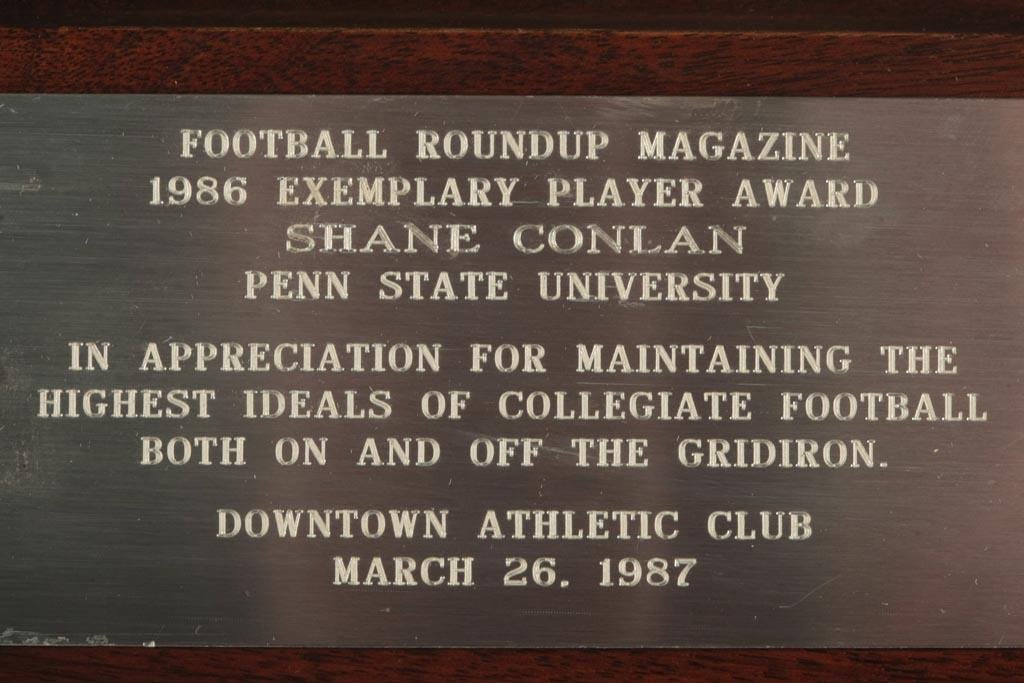 FOOTBALL ROUNDUP MAGAZINE
1986 EXEMPLARY PLAYER AWARD
SHANE CONLAN
PENN STATE UNIVERSITY
IN APPRECIATION FOR MAINTAINING THE
HIGHEST IDEALS OF COLLEGIATE FOOTBALL
BOTH ON AND OFF THE GRIDIRON.
DOWNTOWN ATHLETIC CLUB
MARCH 26. 1987